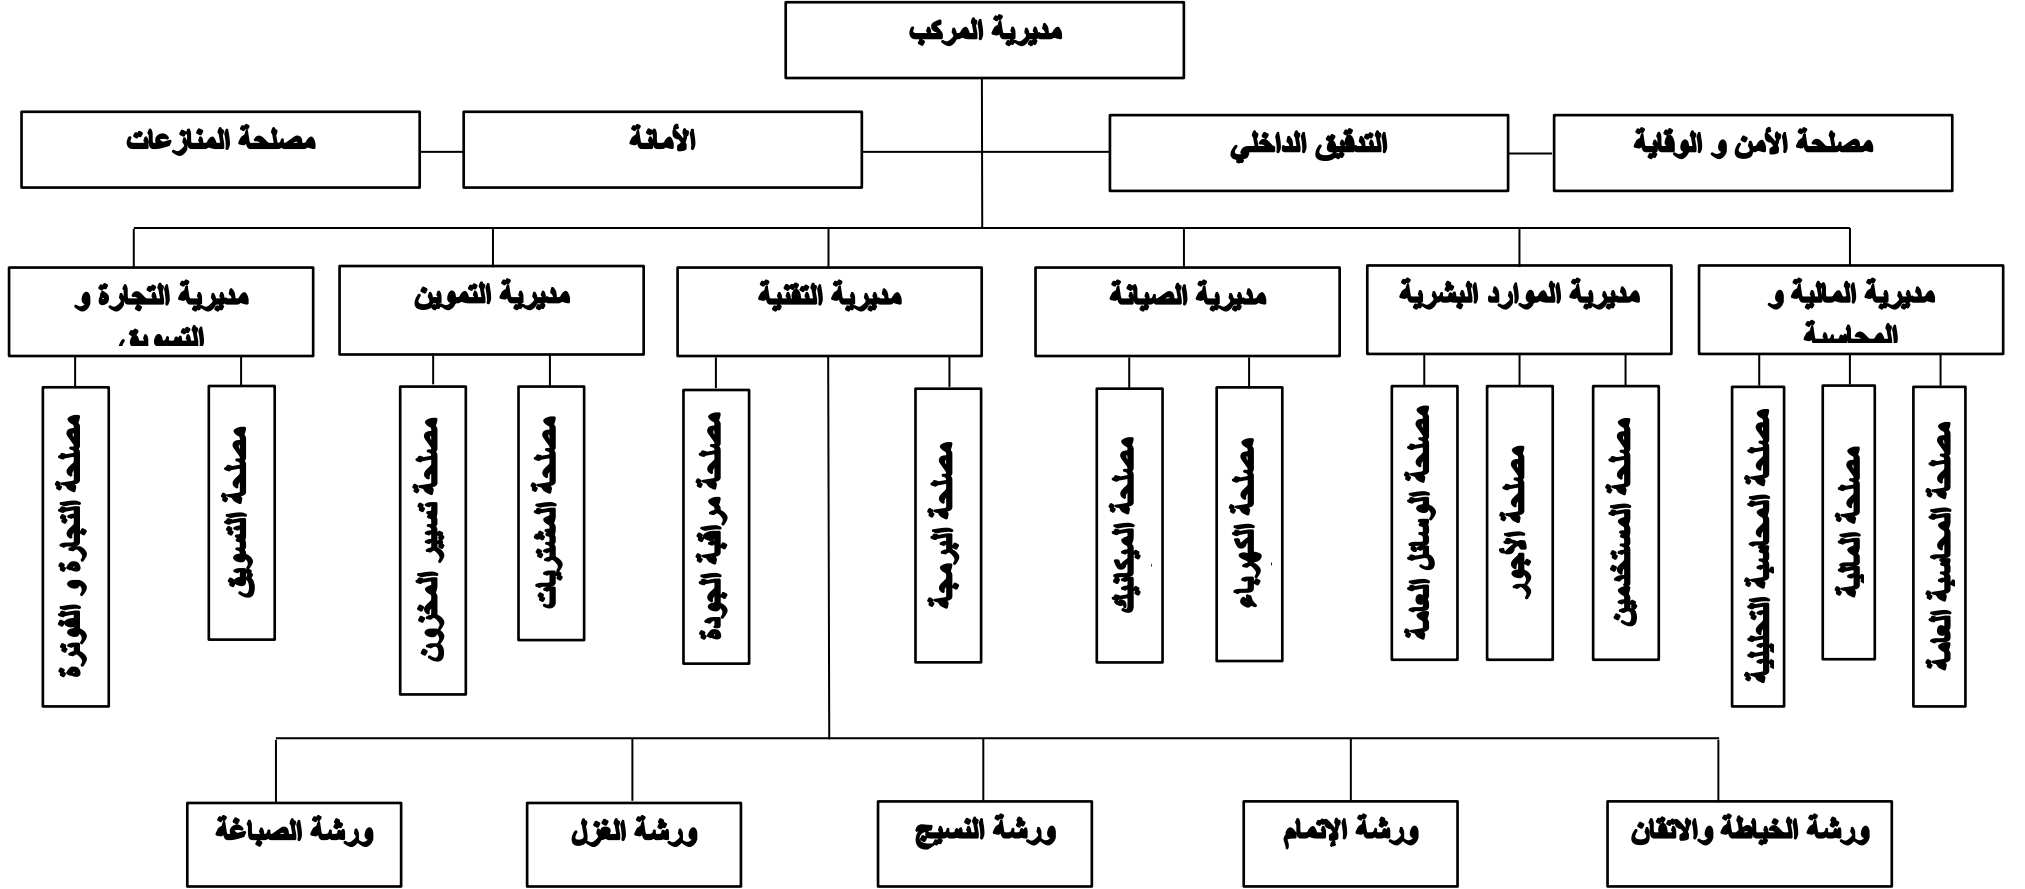 مديرية المركب
مصلحة الأمن و الوقاية
التدقيق الداخلي
الأمانة
مصلحة المنازعات
مديرية المالية و
المحاسبة
مديرية الموارد البشرية
مديرية الصيانة
مديرية التقنية
مديرية التموين
مديرية التجارة و
التسويق
مصلحة المحاسبة العامة
مصلحة المالية
مصلحة المحاسبة التحليلية
مصلحة المستخدمين
مصلحة الأجور
مصلحة الوسائل العامة
مصلحة الكهرباء
مصلحة الميكانيك
مصلحة البرمجة
مصلحة مراقبة الجودة
مصلحة المشتريات
مصلحة تسيير المخزون
مصلحة التسويق
مصلحة التجارة و الفوترة
ورشة الخياطة والاتقان
ورشة الإتمام
ورشة النسيج
ورشة الغزل
ورشة الصباغة